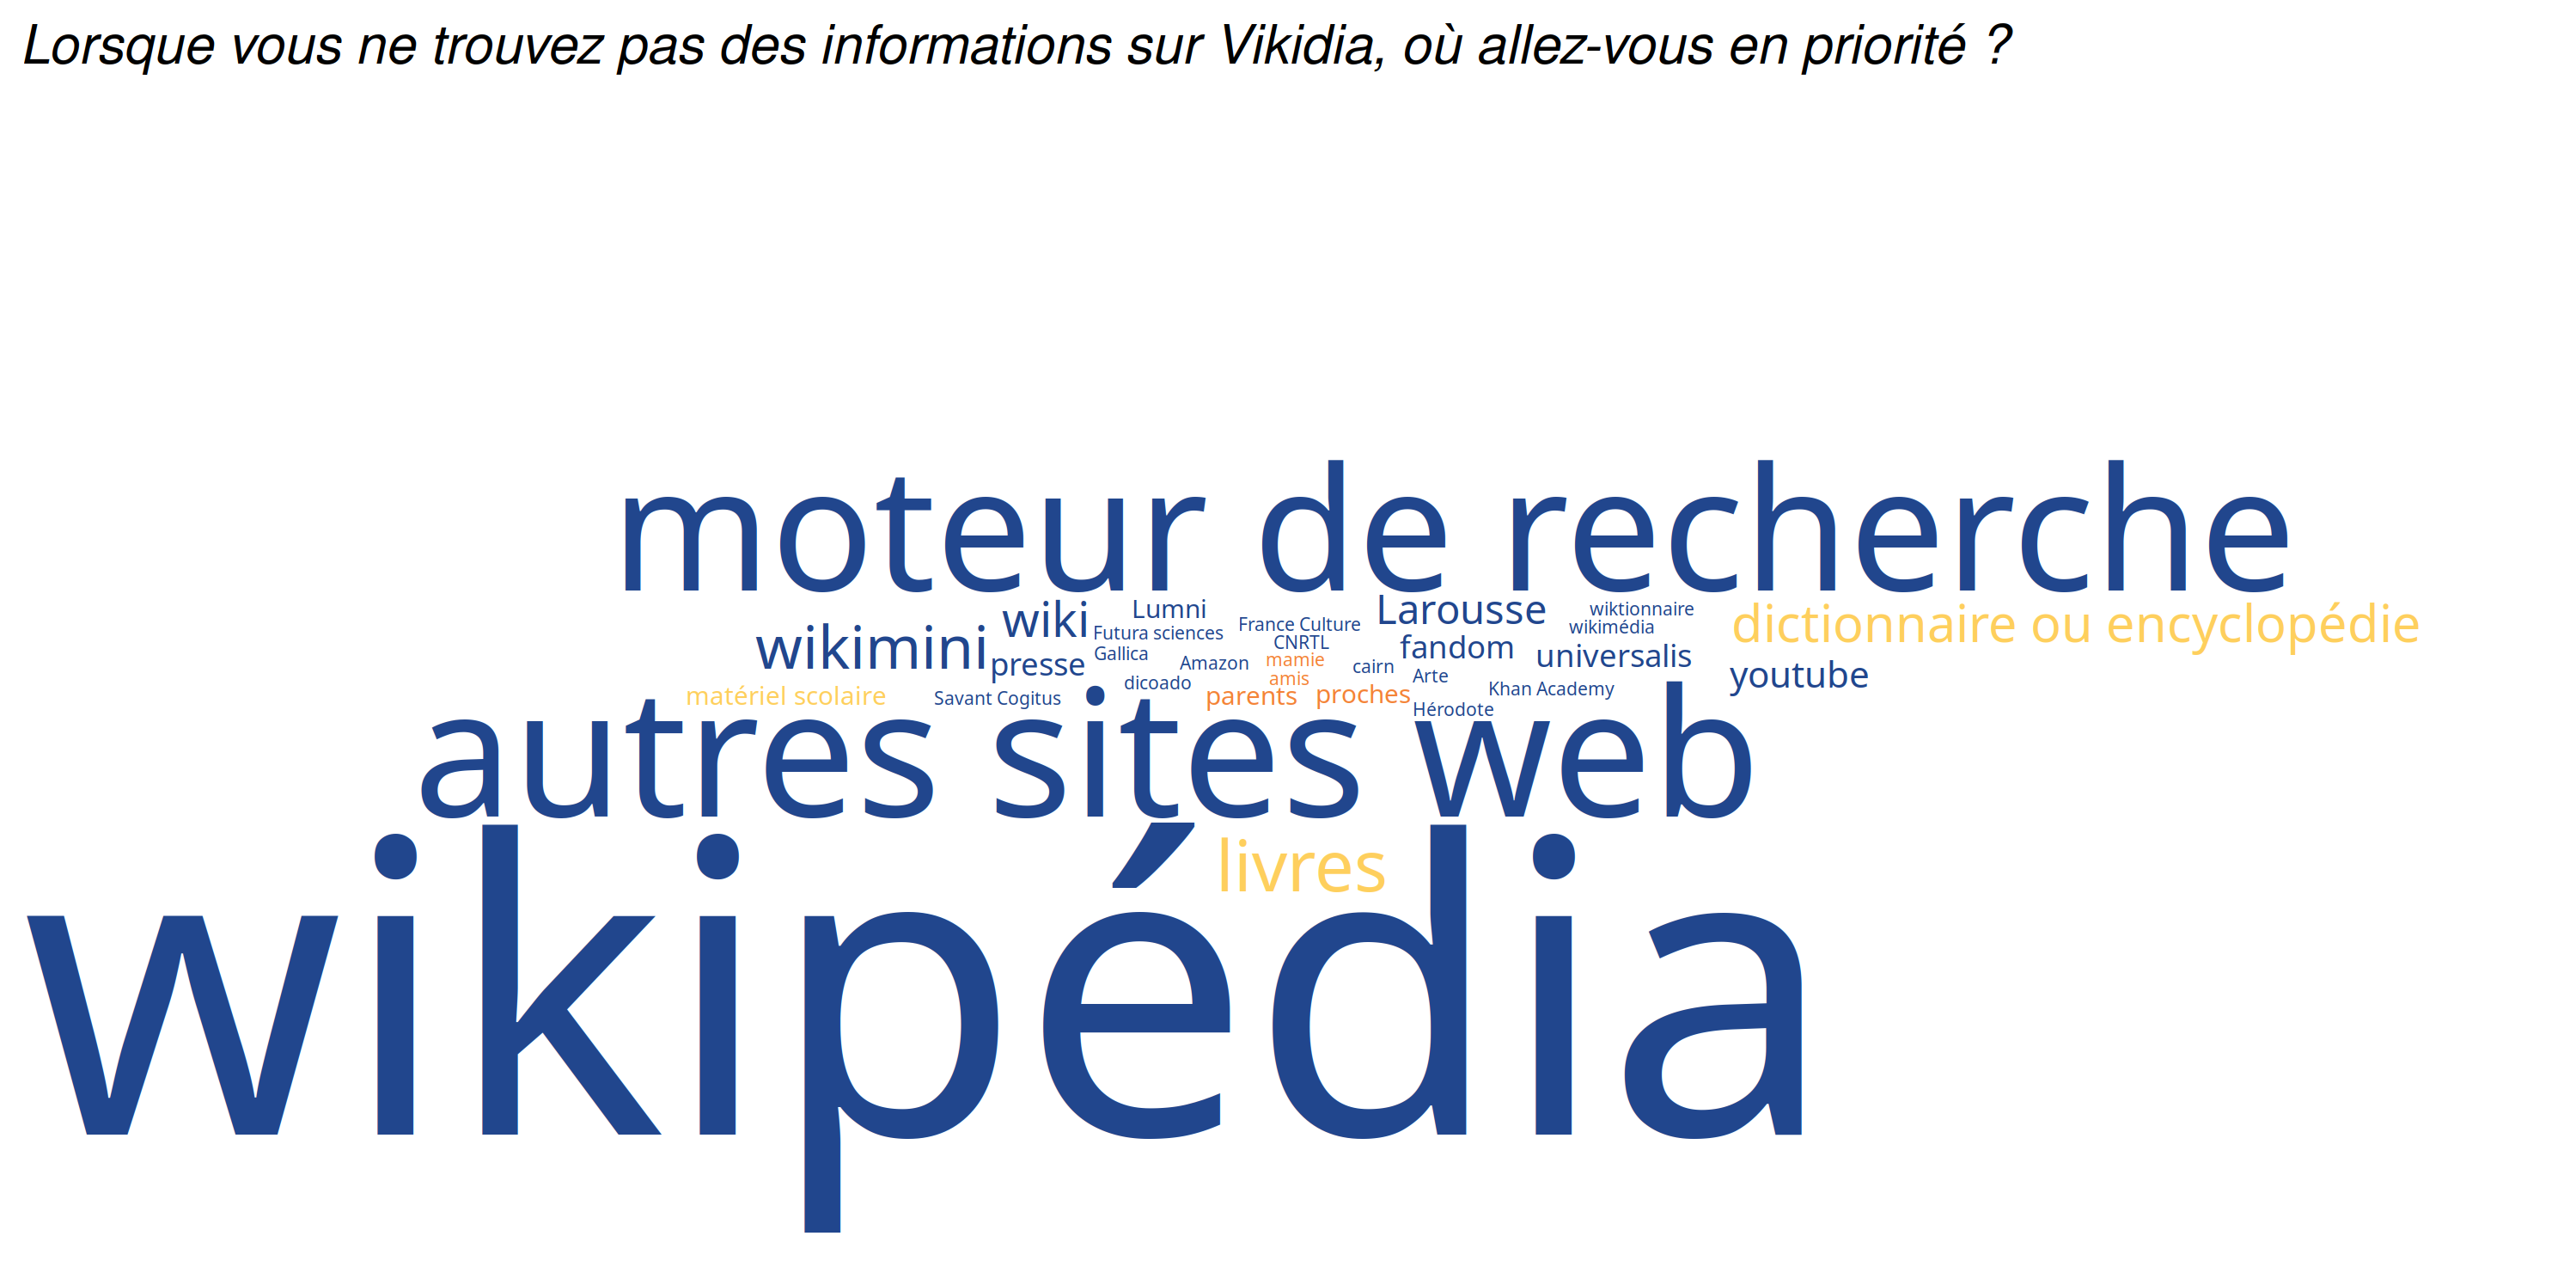 Lorsque vous ne trouvez pas des informations sur Vikidia, où allez-vous en priorité ?
moteur de recherche
wikimini
wiki
Lumni
Futura sciences
France Culture
CNRTL
Larousse
wiktionnaire
wikimédia
dictionnaire ou encyclopédie
presse
Gallica
Amazon
mamie
cairn
fandom
universalis
youtube
matériel scolaire
Savant Cogitus
dicoado
amis
parents
proches
Arte
Khan Academy
Hérodote
autres sites web
livres
wikipédia